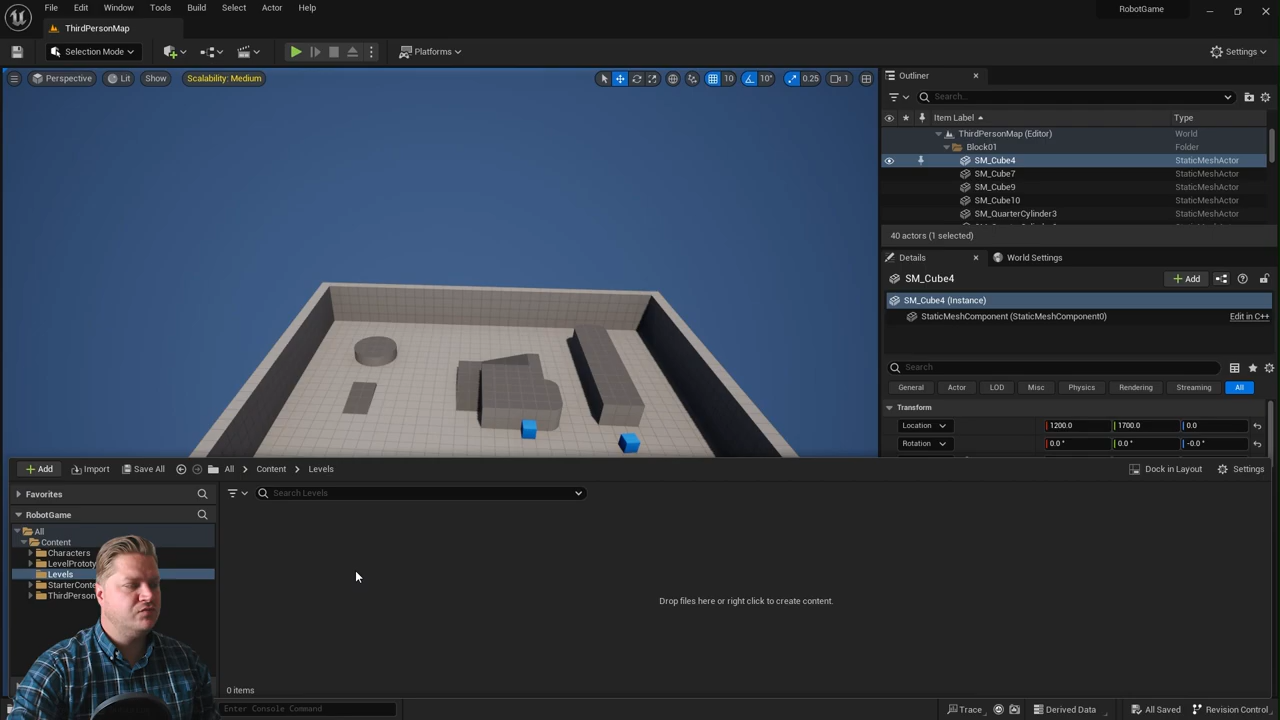 File Edit Window Tools Build Select Actor Help
RobotGame
ThirdPersonMap
Selection Mode
Platforms
Settings
Perspective Lit Show Scalability: Medium
10 10° 0.25 1
Outliner
Search...
Item Label Type
ThirdPersonMap (Editor) World
Block01 Folder
SM_Cube4 StaticMeshActor
SM_Cube7 StaticMeshActor
SM_Cube9 StaticMeshActor
SM_Cube10 StaticMeshActor
SM_QuarterCylinder3 StaticMeshActor
40 actors (1 selected)
Details World Settings
SM_Cube4
Add
SM_Cube4 (Instance)
StaticMeshComponent (StaticMeshComponent0) Edit in C++
Search
General Actor LOD Misc Physics Rendering Streaming All
Transform
Location 1200.0 1700.0 0.0
Rotation 0.0 ° 0.0 ° -0.0 °
Add Import Save All All Content Levels
Dock in Layout Settings
Favorites
Search Levels
RobotGame
All
Content
Characters
LevelPrototy
Levels
StarterConte
ThirdPerson
Drop files here or right click to create content.
0 items
Enter Console Command
Trace Derived Data All Saved Revision Control